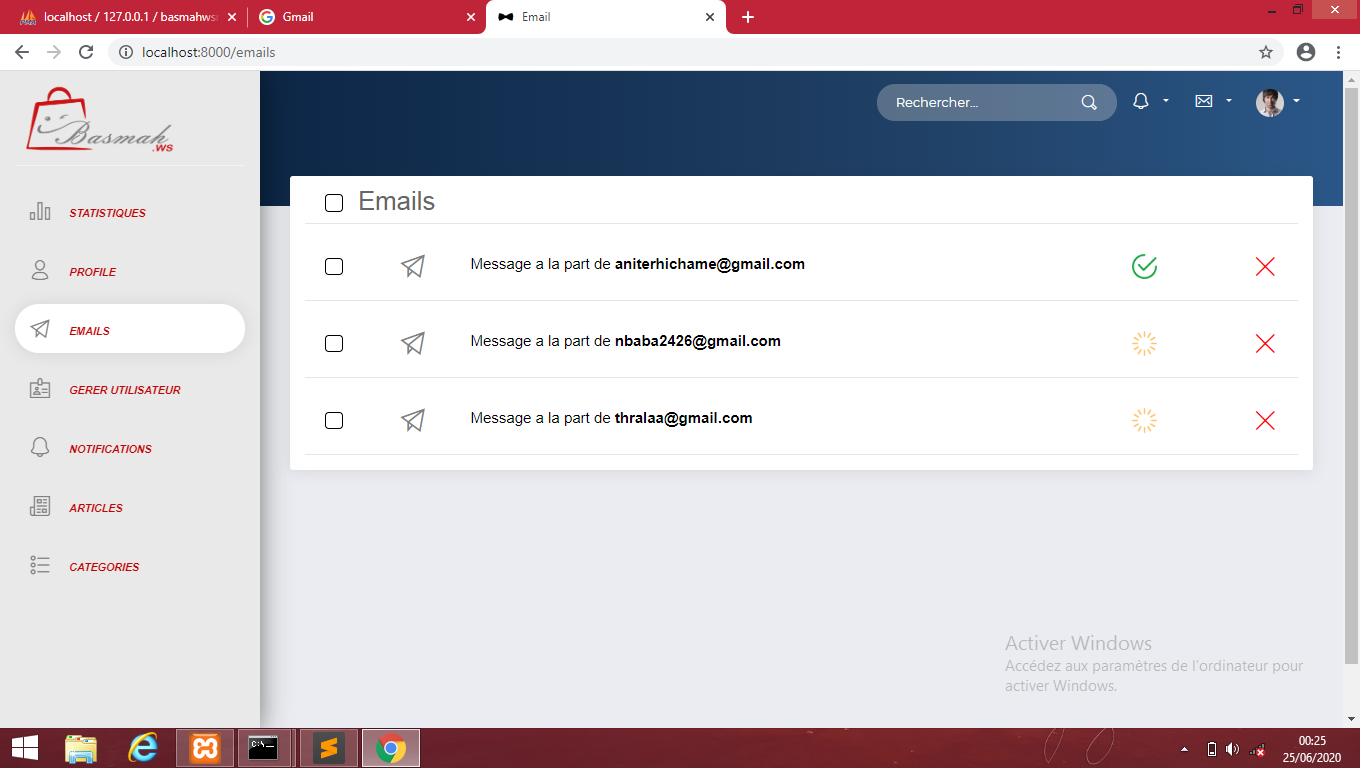 localhost / 127.0.0.1 / basmahws
Gmail
Email
localhost:8000/emails
Basmah
.ws
Rechercher...
STATISTIQUES
PROFILE
EMAILS
GERER UTILISATEUR
NOTIFICATIONS
ARTICLES
CATEGORIES
Emails
Message a la part de aniterhichame@gmail.com
Message a la part de nbaba2426@gmail.com
Message a la part de thralaa@gmail.com
Activer Windows
Accédez aux paramètres de l'ordinateur pour
activer Windows.
C:\_
00:25
25/06/2020